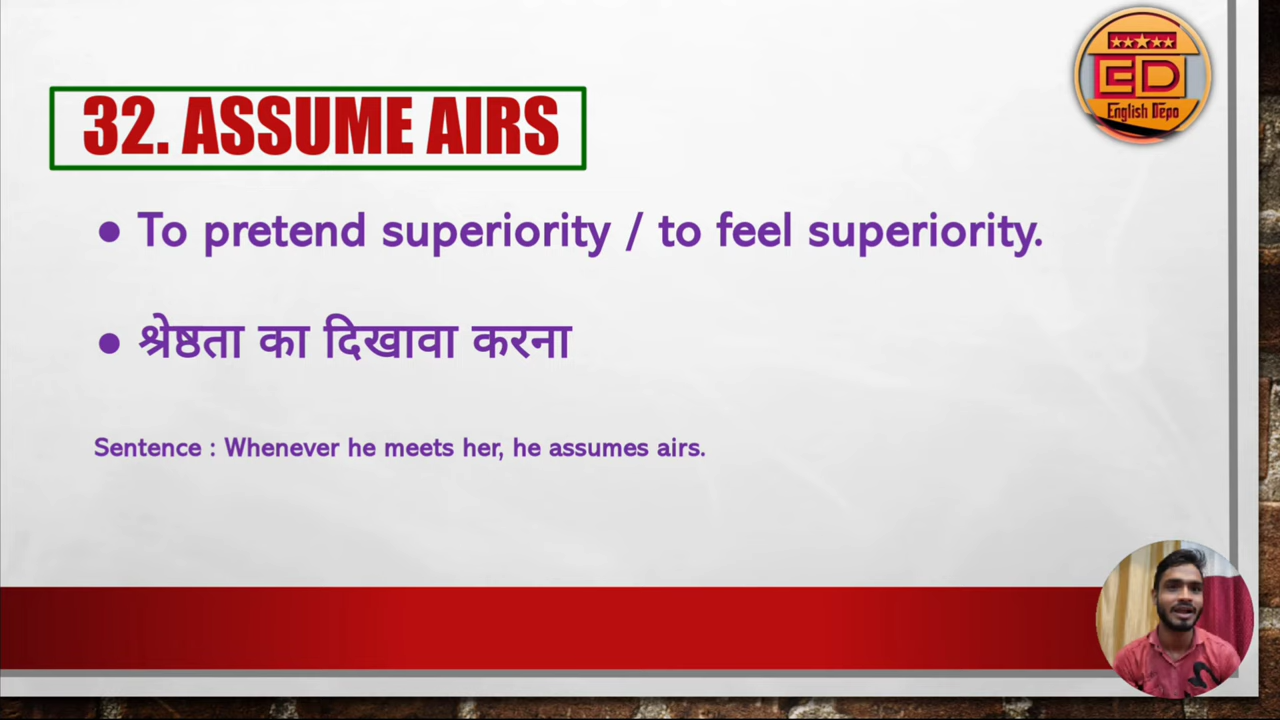 ED
English Depo
32. ASSUME AIRS
• To pretend superiority / to feel superiority.
• श्रेष्ठता का दिखावा करना
Sentence : Whenever he meets her, he assumes airs.